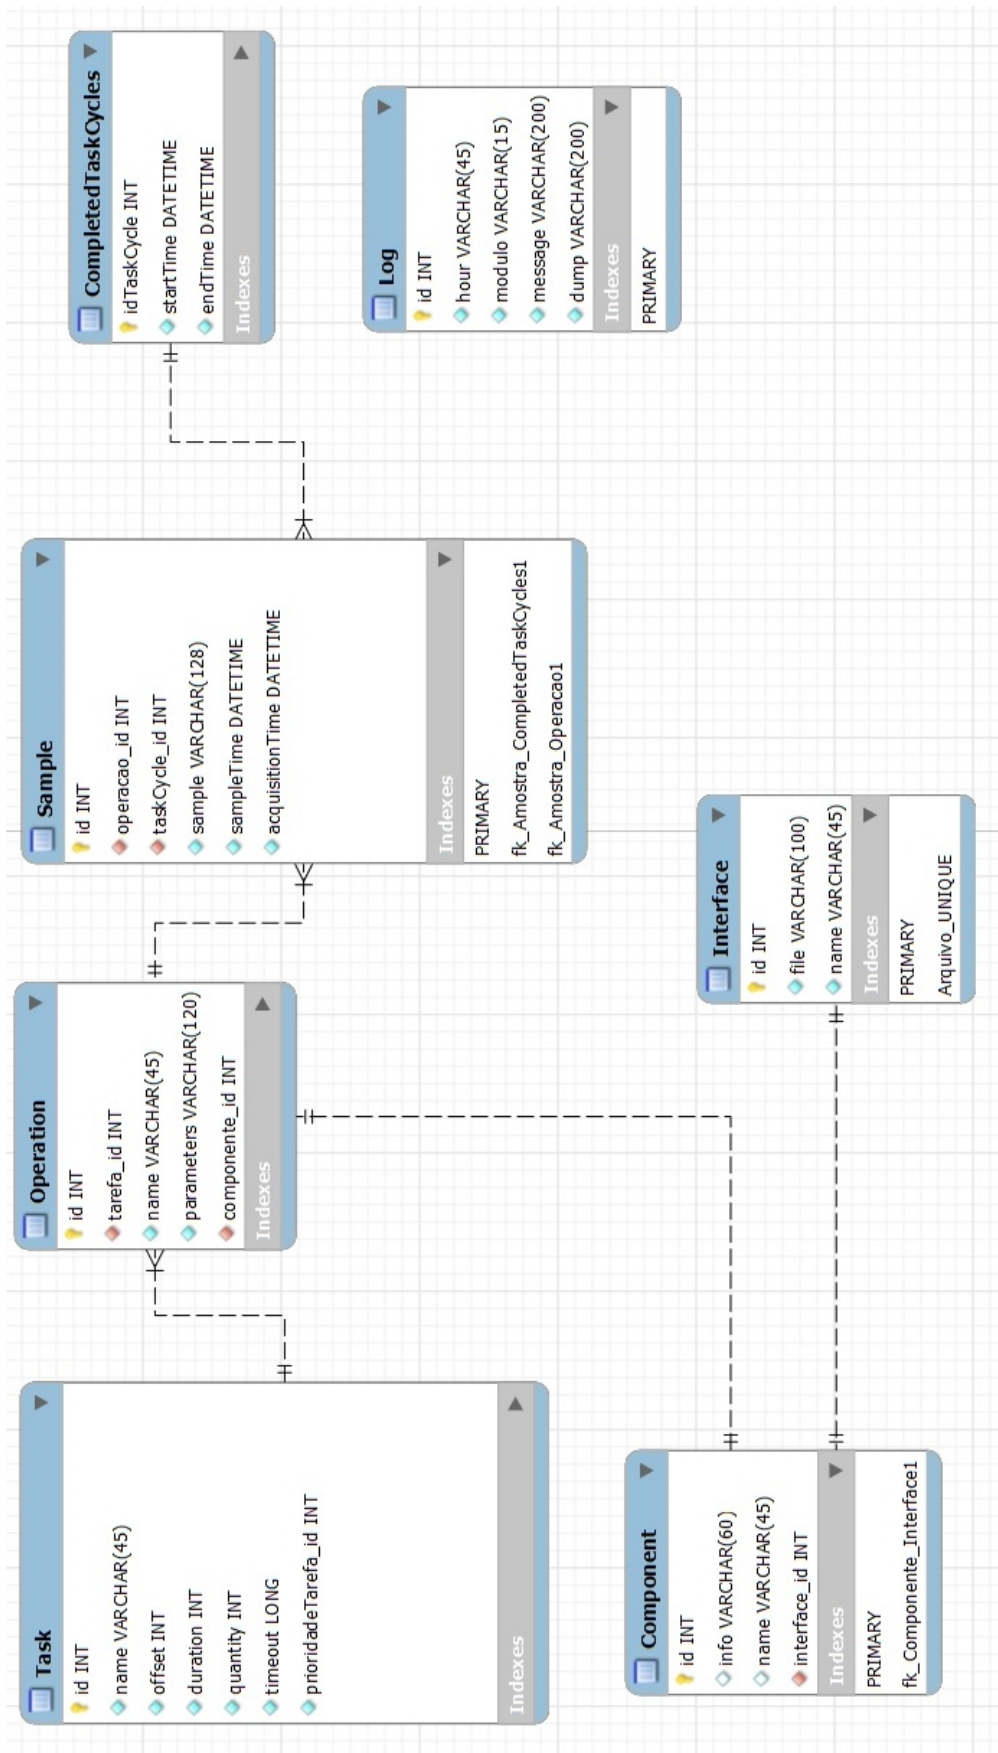 Task
id INT
name VARCHAR(45)
offset INT
duration INT
quantity INT
timeout LONG
prioridadeTarefa_id INT
Indexes
Operation
id INT
tarefa_id INT
name VARCHAR(45)
parameters VARCHAR(120)
componente_id INT
Indexes
Sample
id INT
operacao_id INT
taskCycle_id INT
sample VARCHAR(128)
sampleTime DATETIME
acquisitionTime DATETIME
Indexes
PRIMARY
fk_Amostra_CompletedTaskCycles1
fk_Amostra_Operacao1
CompletedTaskCycles
idTaskCycle INT
startTime DATETIME
endTime DATETIME
Indexes
Log
id INT
hour VARCHAR(45)
modulo VARCHAR(15)
message VARCHAR(200)
dump VARCHAR(200)
Indexes
PRIMARY
Component
id INT
info VARCHAR(60)
name VARCHAR(45)
interface_id INT
Indexes
PRIMARY
fk_Componente_Interface1
Interface
id INT
file VARCHAR(100)
name VARCHAR(45)
Indexes
PRIMARY
Arquivo_UNIQUE